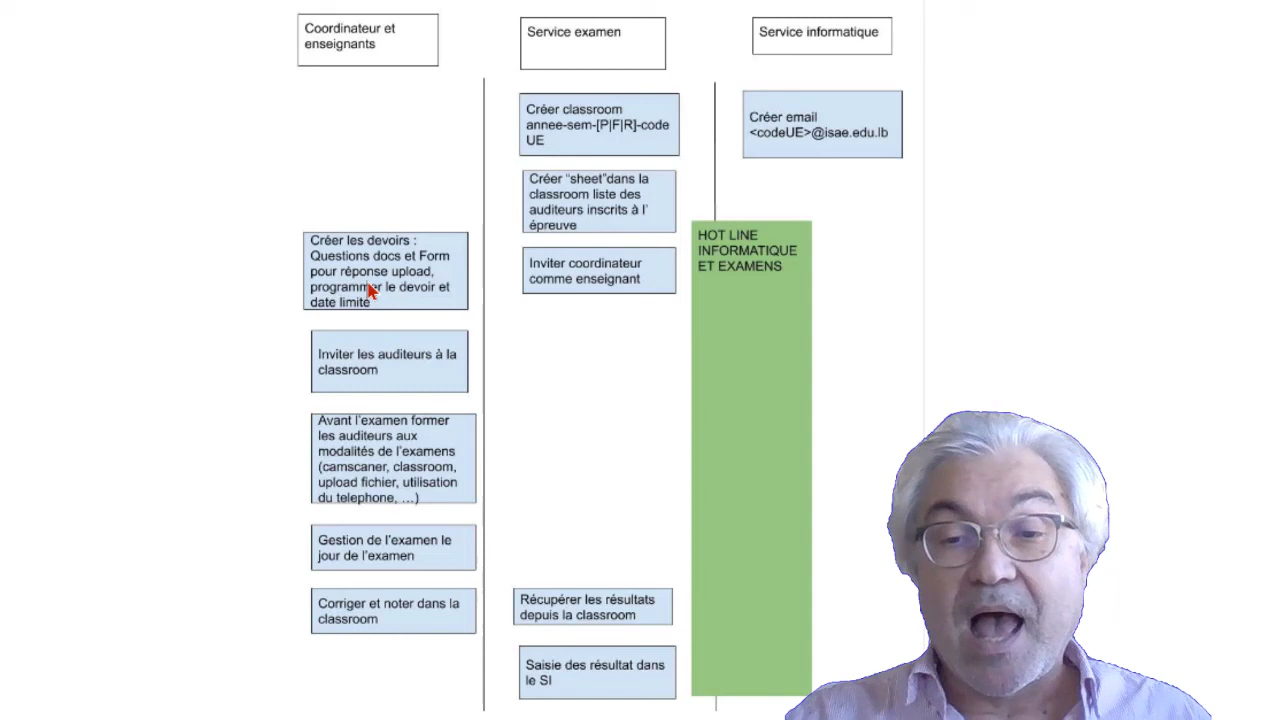 Coordinateur et
enseignants
Service examen
Service informatique
Créer classroom
annee-sem-[P|F|R]-code
UE
Créer email
<codeUE>@isae.edu.lb
Créer “sheet”dans la
classroom liste des
auditeurs inscrits à l’
épreuve
Créer les devoirs :
Questions docs et Form
pour réponse upload,
programmer le devoir et
date limite
Inviter coordinateur
comme enseignant
HOT LINE
INFORMATIQUE
ET EXAMENS
Inviter les auditeurs à la
classroom
Avant l’examen former
les auditeurs aux
modalités de l’examens
(camscaner, classroom,
upload fichier, utilisation
du telephone, …)
Gestion de l’examen le
jour de l’examen
Corriger et noter dans la
classroom
Récupérer les résultats
depuis la classroom
Saisie des résultat dans
le SI